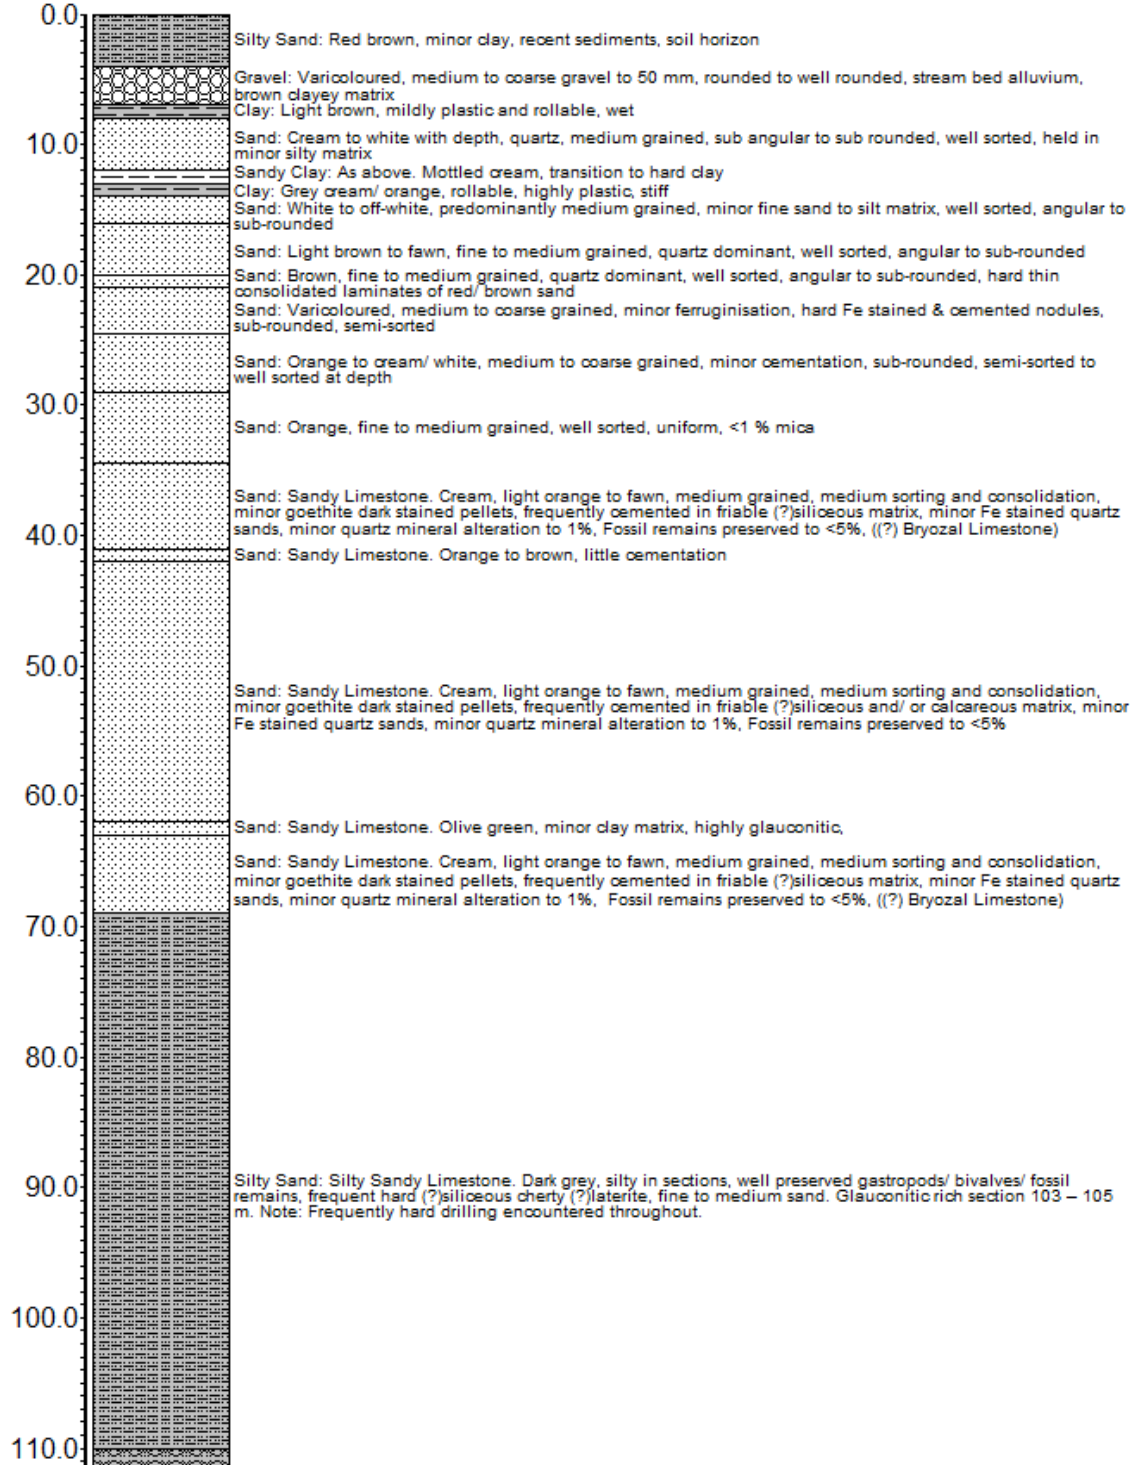 0.0
Silty Sand: Red brown, minor clay, recent sediments, soil horizon
Gravel: Varicoloured, medium to coarse gravel to 50 mm, rounded to well rounded, stream bed alluvium,
brown clayey matrix
Clay: Light brown, mildly plastic and rollable, wet
10.0
Sand: Cream to white with depth, quartz, medium grained, sub angular to sub rounded, well sorted, held in
minor silty matrix
Sandy Clay: As above. Mottled cream, transition to hard clay
Clay: Grey cream/ orange, rollable, highly plastic, stiff
Sand: White to off-white, predominantly medium grained, minor fine sand to silt matrix, well sorted, angular to
sub-rounded
Sand: Light brown to fawn, fine to medium grained, quartz dominant, well sorted, angular to sub-rounded
20.0
Sand: Brown, fine to medium grained, quartz dominant, well sorted, angular to sub-rounded, hard thin
consolidated laminates of red/ brown sand
Sand: Varicoloured, medium to coarse grained, minor ferruginisation, hard Fe stained & cemented nodules,
sub-rounded, semi-sorted
Sand: Orange to cream/ white, medium to coarse grained, minor cementation, sub-rounded, semi-sorted to
well sorted at depth
30.0
Sand: Orange, fine to medium grained, well sorted, uniform, <1 % mica
Sand: Sandy Limestone. Cream, light orange to fawn, medium grained, medium sorting and consolidation,
minor goethite dark stained pellets, frequently cemented in friable (?)siliceous matrix, minor Fe stained quartz
sands, minor quartz mineral alteration to 1%, Fossil remains preserved to <5%, ((?) Bryozal Limestone)
40.0
Sand: Sandy Limestone. Orange to brown, little cementation
50.0
Sand: Sandy Limestone. Cream, light orange to fawn, medium grained, medium sorting and consolidation,
minor goethite dark stained pellets, frequently cemented in friable (?)siliceous and/ or calcareous matrix, minor
Fe stained quartz sands, minor quartz mineral alteration to 1%, Fossil remains preserved to <5%
60.0
Sand: Sandy Limestone. Olive green, minor clay matrix, highly glauconitic,
Sand: Sandy Limestone. Cream, light orange to fawn, medium grained, medium sorting and consolidation,
minor goethite dark stained pellets, frequently cemented in friable (?)siliceous matrix, minor Fe stained quartz
sands, minor quartz mineral alteration to 1%, Fossil remains preserved to <5%, ((?) Bryozal Limestone)
70.0
80.0
90.0
Silty Sand: Silty Sandy Limestone. Dark grey, silty in sections, well preserved gastropods/ bivalves/ fossil
remains, frequent hard (?)siliceous cherty (?)laterite, fine to medium sand. Glauconitic rich section 103 – 105
m. Note: Frequently hard drilling encountered throughout.
100.0
110.0